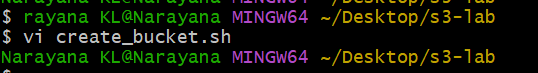 $ rayana KL@Narayana MINGW64 ~/Desktop/s3-lab
$ vi create_bucket.sh
Narayana KL@Narayana MINGW64 ~/Desktop/s3-lab